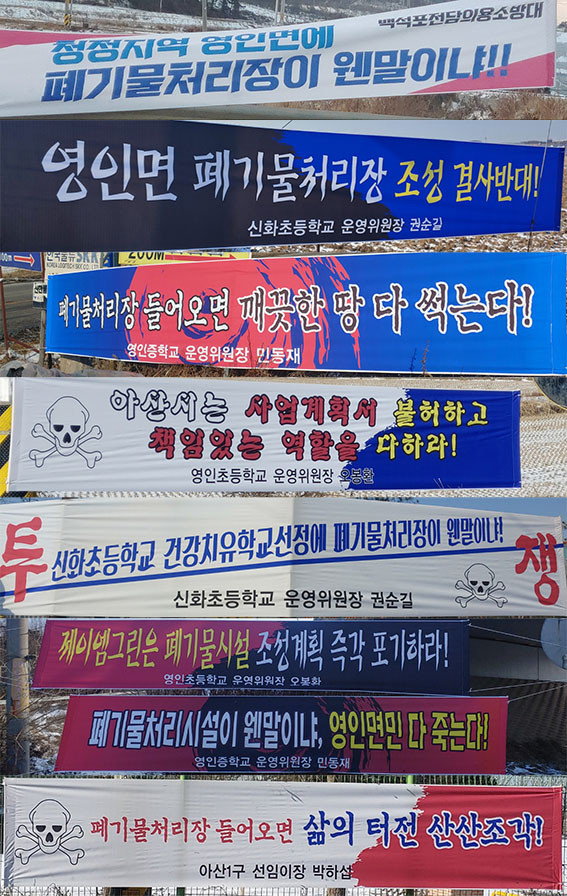 백석포전담의용소방대
청정지역 영인면에
폐기물처리장이 웬말이냐!!
영인면 폐기물처리장 조성 결사반대!
신화초등학교 운영위원장 권순길
200M
폐기물처리장 들어오면 깨끗한 땅 다 썩는다!
영인중학교 운영위원장 민동재
아산시는 사업계획서 불허하고
책임있는 역할을 다하라!
영인초등학교 운영위원장 오봉환
투 신화초등학교 건강치유학교선정에 폐기물처리장이 웬말이냐! 쟁
신화초등학교 운영위원장 권순길
제이엠그린은 폐기물시설 조성계획 즉각 포기하라!
영인초등학교 운영위원장 오봉환
폐기물처리시설이 웬말이냐, 영인면민 다 죽는다!
영인중학교 운영위원장 민동재
폐기물처리장 들어오면 삶의 터전 산산조각!
아산1구 선임이장 박하섭